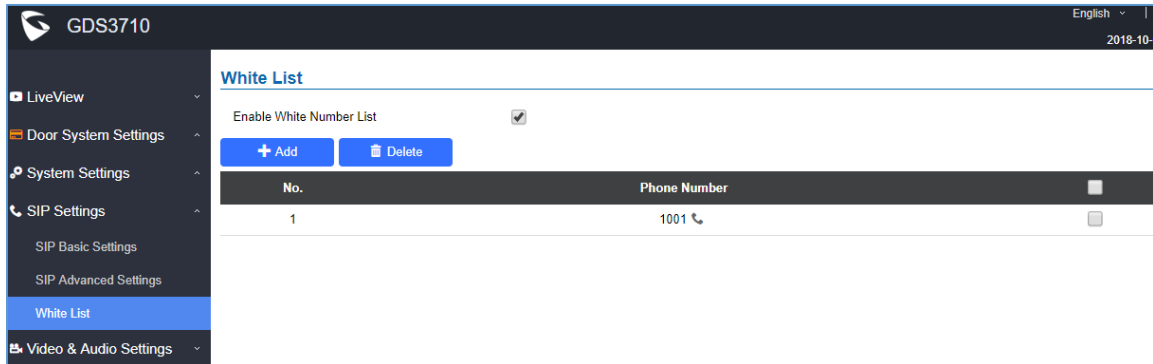 GDS3710
English
2018-10-
LiveView
Door System Settings
System Settings
SIP Settings
SIP Basic Settings
SIP Advanced Settings
White List
Video & Audio Settings
White List
Enable White Number List
Add Delete
No. Phone Number
1 1001